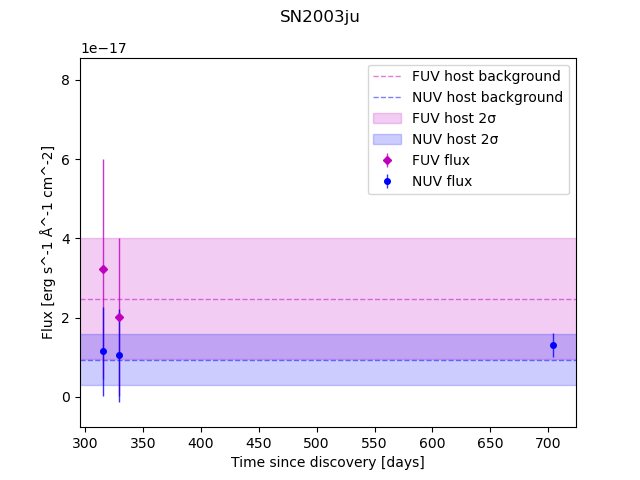 SN2003ju
1e−17
FUV host background
NUV host background
FUV host 2σ
NUV host 2σ
FUV flux
NUV flux
8
6
4
2
0
Flux [erg s^-1 Å^-1 cm^-2]
300 350 400 450 500 550 600 650 700
Time since discovery [days]